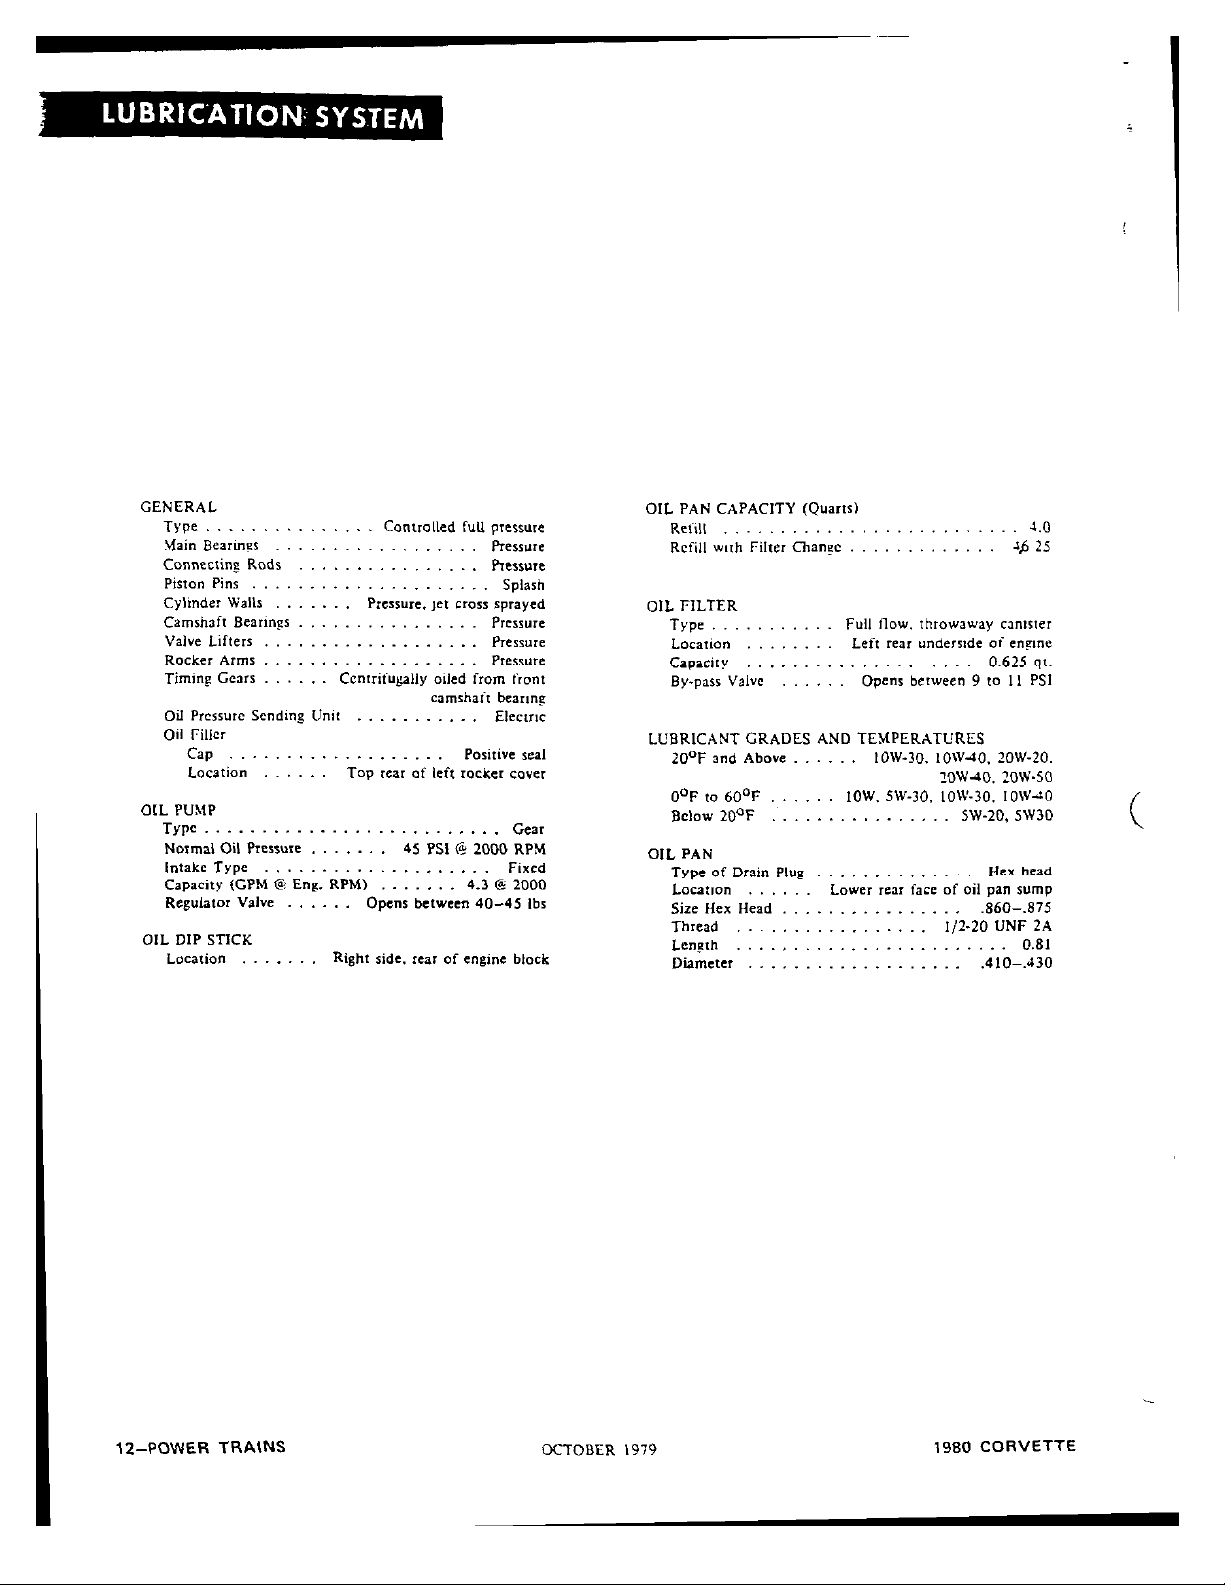 LUBRICATION SYSTEM
GENERAL
Type . . . . . . . . . . . . . . . Controlled full pressure
Main Bearings . . . . . . . . . . . . . . . . . . Pressure
Connecting Rods . . . . . . . . . . . . . . . . Pressure
Piston Pins . . . . . . . . . . . . . . . . . . . . . Splash
Cylinder Walls . . . . . . . Pressure, jet cross sprayed
Camshaft Bearings . . . . . . . . . . . . . . . . Pressure
Valve Lifters . . . . . . . . . . . . . . . . . . . Pressure
Rocker Arms . . . . . . . . . . . . . . . . . . . Pressure
Timing Gears . . . . . . Centrifugally oiled from front
camshaft bearing
Oil Pressure Sending Unit . . . . . . . . . . . Electric
Oil Filler
Cap . . . . . . . . . . . . . . . . . . . Positive seal
Location . . . . . . Top rear of left rocker cover
OIL PUMP
Type . . . . . . . . . . . . . . . . . . . . . . . . . . Gear
Normal Oil Pressure . . . . . . . 45 PSI @ 2000 RPM
Intake Type . . . . . . . . . . . . . . . . . . . . Fixed
Capacity (GPM @ Eng. RPM) . . . . . . . 4.3 @ 2000
Regulator Valve . . . . . . Opens between 40–45 lbs
OIL DIP STICK
Location . . . . . . . Right side, rear of engine block
OIL PAN CAPACITY (Quarts)
Refill . . . . . . . . . . . . . . . . . . . . . . . . . . 4.0
Refill with Filter Change . . . . . . . . . . . . . 25
OIL FILTER
Type . . . . . . . . . . . Full flow, throwaway canister
Location . . . . . . . . Left rear underside of engine
Capacity . . . . . . . . . . . . . . . . . . . 0.625 qt.
By-pass Valve . . . . . . Opens between 9 to 11 PSI
LUBRICANT GRADES AND TEMPERATURES
20°F and Above . . . . . . 10W-30, 10W-40, 20W-20,
20W-40, 20W-50
0°F to 60°F . . . . . . 10W, 5W-30, 10W-30, 10W-40
Below 20°F . . . . . . . . . . . . . . . . 5W-20, 5W30
OIL PAN
Type of Drain Plug . . . . . . . . . . . . . . Hex head
Location . . . . . . Lower rear face of oil pan sump
Size Hex Head . . . . . . . . . . . . . . . . .860–.875
Thread . . . . . . . . . . . . . . . . . 1/2-20 UNF 2A
Length . . . . . . . . . . . . . . . . . . . . . . . . 0.81
Diameter . . . . . . . . . . . . . . . . . . . .410–.430
12–POWER TRAINS OCTOBER 1979 1980 CORVETTE